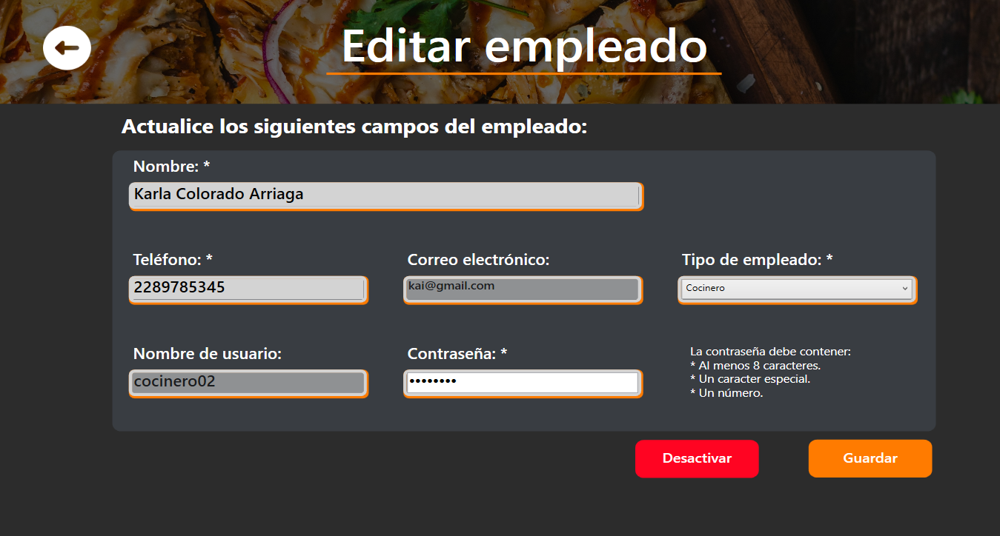 Editar empleado
Actualice los siguientes campos del empleado:
Nombre: *
Karla Colorado Arriaga
Teléfono: *
Correo electrónico:
Tipo de empleado: *
2289785345
kai@gmail.com
Cocinero
Nombre de usuario:
Contraseña: *
cocinero02
••••••••
La contraseña debe contener:
* Al menos 8 caracteres.
* Un caracter especial.
* Un número.
Desactivar
Guardar